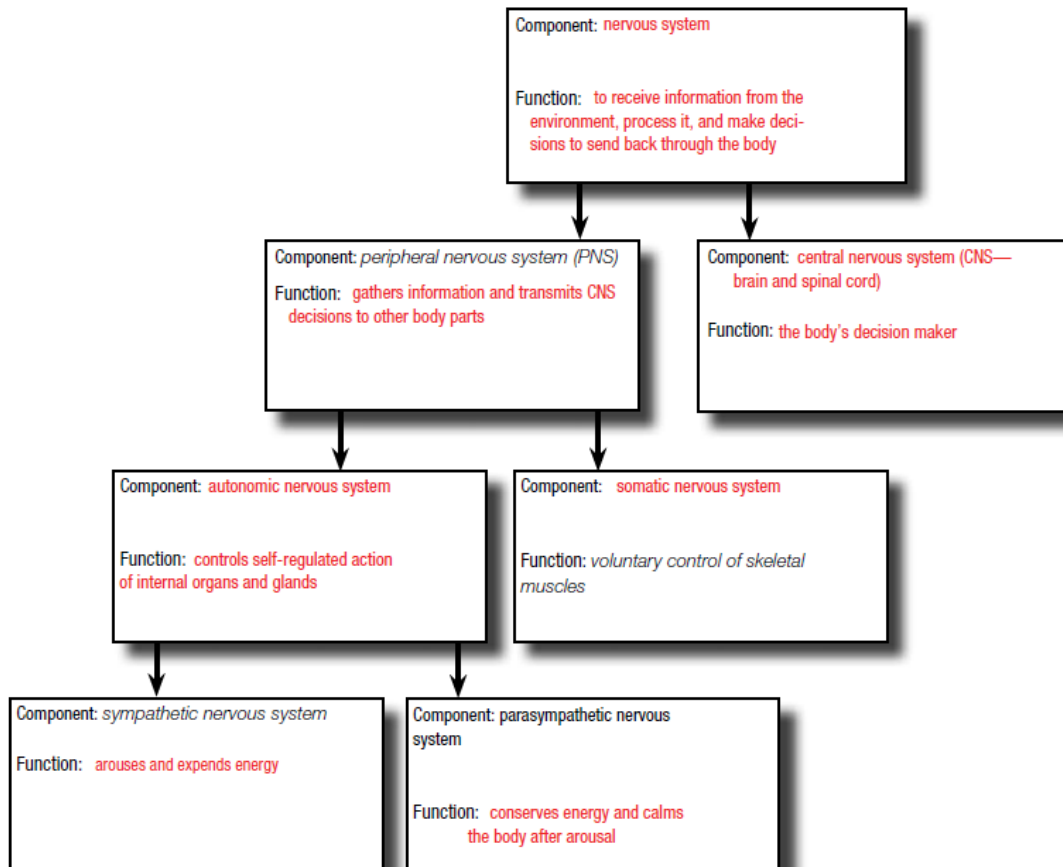 Component: nervous system
Function: to receive information from the
environment, process it, and make deci-
sions to send back through the body
Component: peripheral nervous system (PNS)
Function: gathers information and transmits CNS
decisions to other body parts
Component: central nervous system (CNS—
brain and spinal cord)
Function: the body's decision maker
Component: autonomic nervous system
Function: controls self-regulated action
of internal organs and glands
Component: somatic nervous system
Function: voluntary control of skeletal
muscles
Component: sympathetic nervous system
Function: arouses and expends energy
Component: parasympathetic nervous
system
Function: conserves energy and calms
the body after arousal